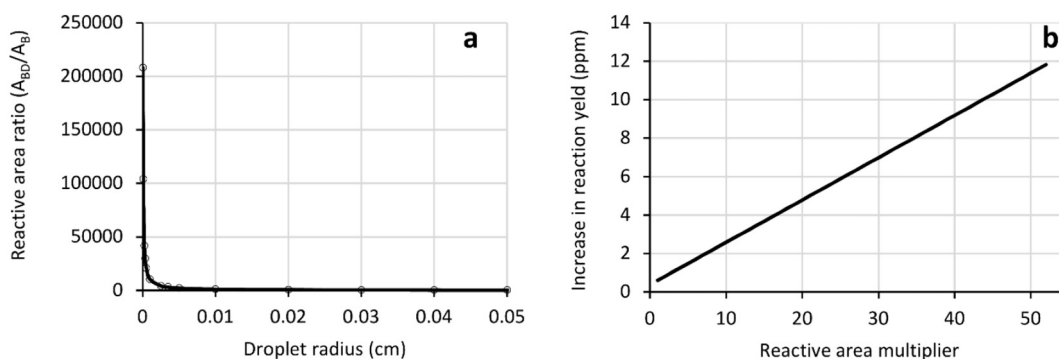 a
Reactive area ratio (ABD/AB)
250000
200000
150000
100000
50000
0
0 0.01 0.02 0.03 0.04 0.05
Droplet radius (cm)
b
Increase in reaction yeld (ppm)
14
12
10
8
6
4
2
0
0 10 20 30 40 50
Reactive area multiplier